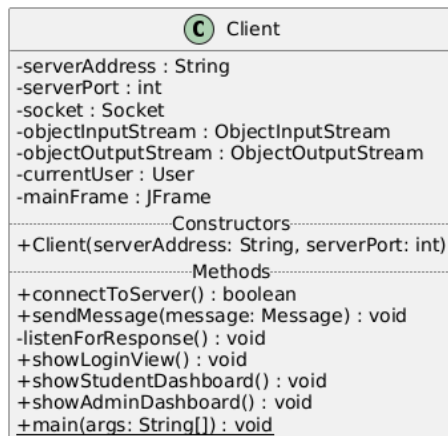 C Client
-serverAddress : String
-serverPort : int
-socket : Socket
-objectInputStream : ObjectInputStream
-objectOutputStream : ObjectOutputStream
-currentUser : User
-mainFrame : JFrame
Constructors
+Client(serverAddress: String, serverPort: int)
Methods
+connectToServer() : boolean
+sendMessage(message: Message) : void
-listenForResponse() : void
+showLoginView() : void
+showStudentDashboard() : void
+showAdminDashboard() : void
+main(args: String[]) : void